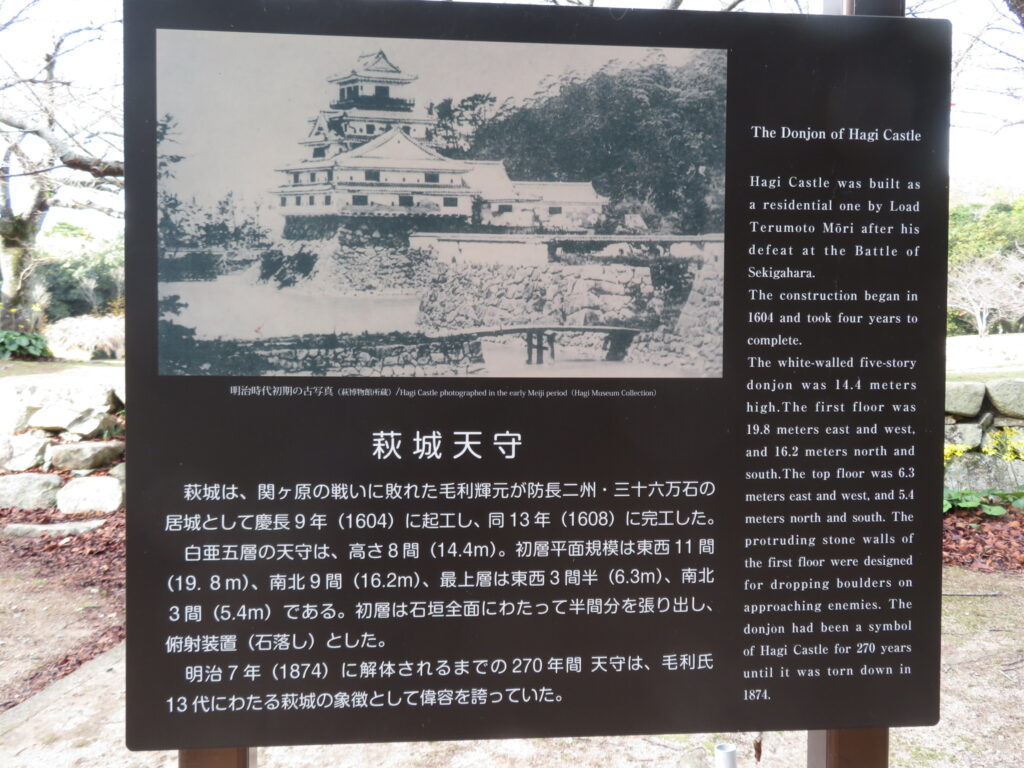 明治時代初期の古写真(萩博物館所蔵)/Hagi Castle photographed in the early Meiji period (Hagi Museum Collection)
萩城天守
萩城は、関ヶ原の戦いに敗れた毛利輝元が防長二州・三十六万石の
居城として慶長9年(1604)に起工し、同13年(1608)に完工した。
白亜五層の天守は、高さ8間(14.4m)。初層平面規模は東西11間
(19. 8m)、南北9間(16.2m)、最上層は東西3間半(6.3m)、南北
3間(5.4m)である。初層は石垣全面にわたって半間分を張り出し、
俯射装置(石落し)とした。
明治7年(1874)に解体されるまでの270年間 天守は、毛利氏
13代にわたる萩城の象徴として偉容を誇っていた。
The Donjon of Hagi Castle
Hagi Castle was built as
a residential one by Load
Terumoto Mōri after his
defeat at the Battle of
Sekigahara.
The construction began in
1604 and took four years to
complete.
The white-walled five-story
donjon was 14.4 meters
high.The first floor was
19.8 meters east and west,
and 16.2 meters north and
south.The top floor was 6.3
meters east and west, and 5.4
meters north and south. The
protruding stone walls of
the first floor were designed
for dropping boulders on
approaching enemies. The
donjon had been a symbol
of Hagi Castle for 270 years
until it was torn down in
1874.